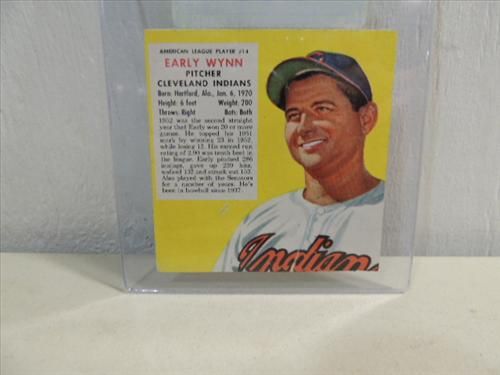 AMERICAN LEAGUE PLAYER #14
EARLY WYNN
PITCHER
CLEVELAND INDIANS
Born: Hartford, Ala., Jan. 6, 1920
Height: 6 feet Weight: 200
Throws: Right Bats: Both
1952 was the second straight
year that Early won 20 or more
games. He topped his 1951
mark by winning 23 in 1952,
while losing 12. His earned run
rating of 2.90 was tenth best in
the league. Early pitched 286
innings, gave up 239 hits,
walked 132 and struck out 153.
Also played with the Senators
for a number of years. He's
been in baseball since 1937.
Indians